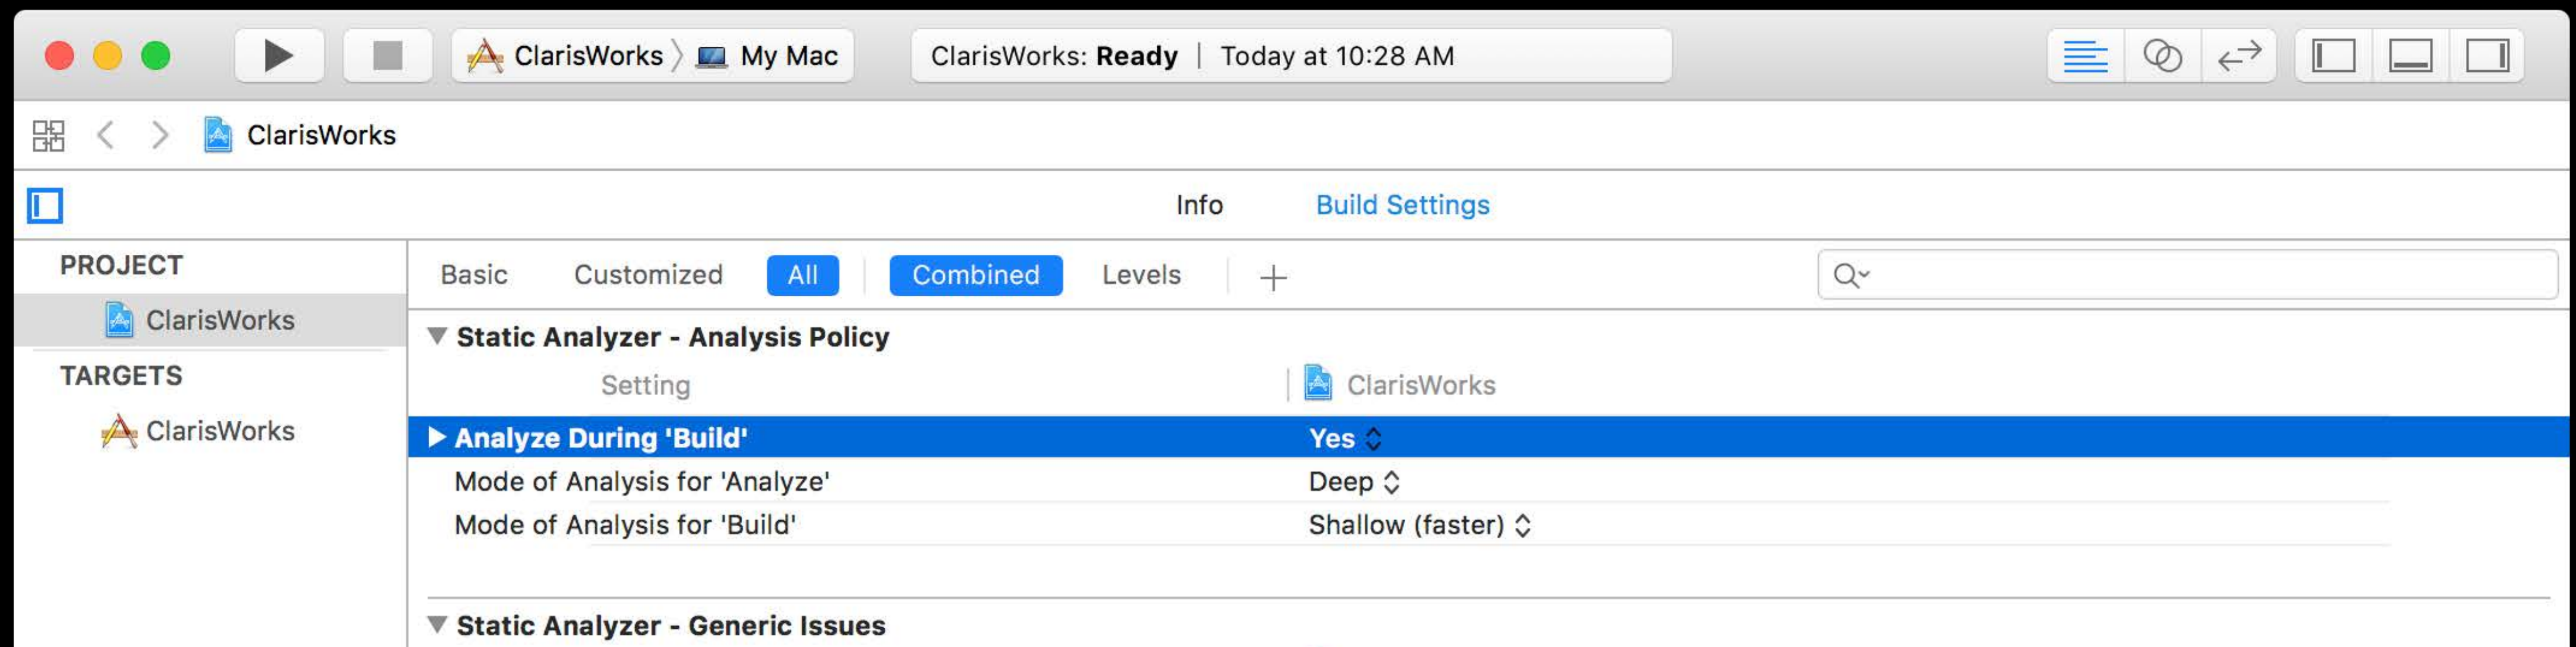 ClarisWorks My Mac ClarisWorks: Ready | Today at 10:28 AM
ClarisWorks
Info Build Settings
PROJECT
ClarisWorks
TARGETS
ClarisWorks
Basic Customized All Combined Levels
Static Analyzer - Analysis Policy
Setting ClarisWorks
Analyze During 'Build' Yes
Mode of Analysis for 'Analyze' Deep
Mode of Analysis for 'Build' Shallow (faster)
Static Analyzer - Generic Issues